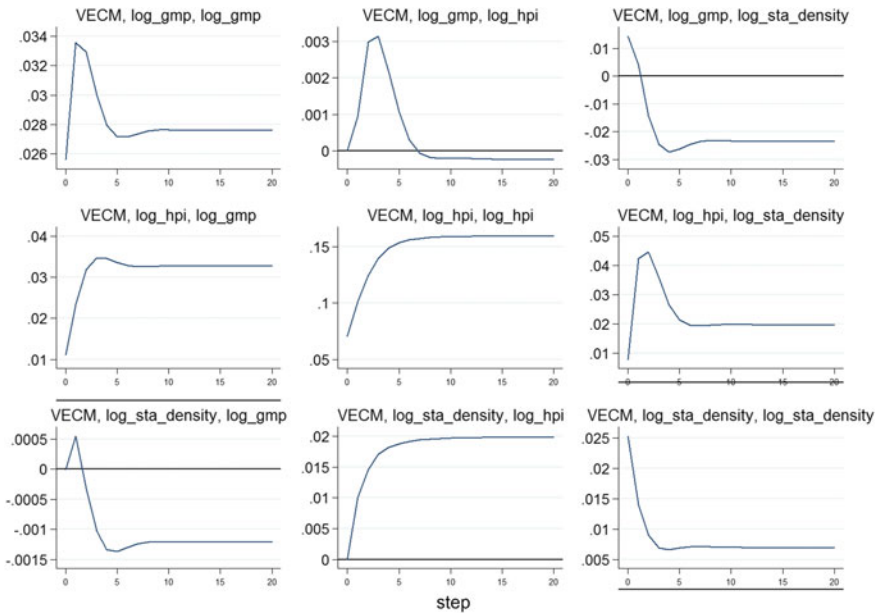 VECM, log_gmp, log_gmp
.034
.032
.03
.028
.026
0 5 10 15 20
VECM, log_gmp, log_hpi
.003
.002
.001
0
0 5 10 15 20
VECM, log_gmp, log_sta_density
.01
0
-.01
-.02
-.03
0 5 10 15 20
VECM, log_hpi, log_gmp
.04
.03
.02
.01
0 5 10 15 20
VECM, log_hpi, log_hpi
.15
.1
.05
0 5 10 15 20
VECM, log_hpi, log_sta_density
.05
.04
.03
.02
.01
0 5 10 15 20
VECM, log_sta_density, log_gmp
.0005
0
-.0005
-.001
-.0015
0 5 10 15 20
VECM, log_sta_density, log_hpi
.02
.015
.01
.005
0
0 5 10 15 20
VECM, log_sta_density, log_sta_density
.025
.02
.015
.01
.005
0 5 10 15 20
step